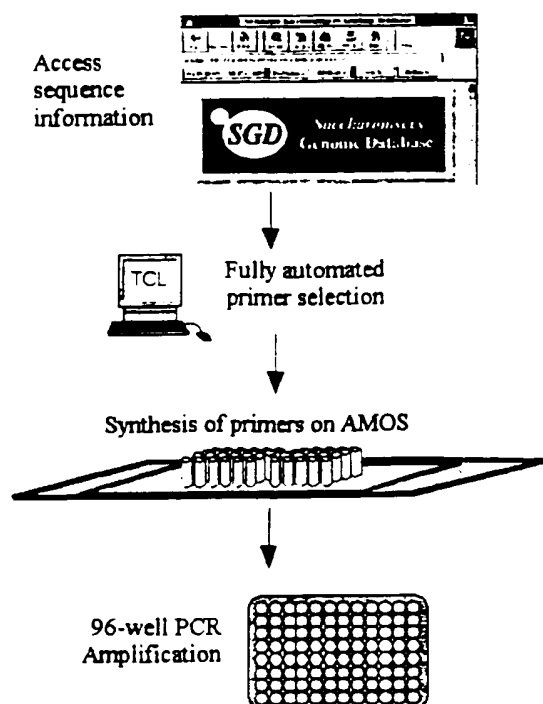 Access
sequence
information
SGD
Saccharomyces
Genome Database
TCL
Fully automated
primer selection
Synthesis of primers on AMOS
96-well PCR
Amplification